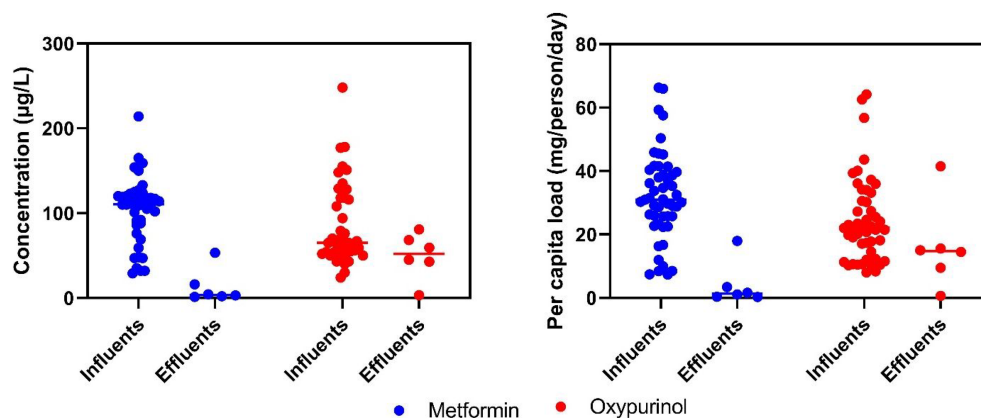 Concentration (µg/L)
300
200
100
0
Influents
Effluents
Influents
Effluents
Per capita load (mg/person/day)
80
60
40
20
0
Influents
Effluents
Influents
Effluents
Metformin
Oxypurinol